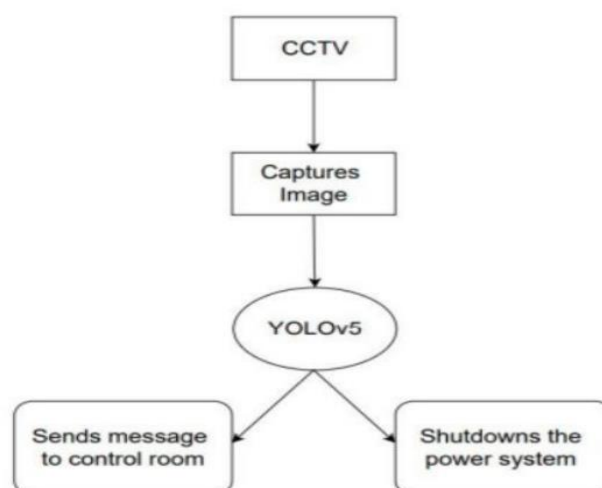 CCTV
Captures
Image
YOLOv5
Sends message
to control room
Shutdowns the
power system